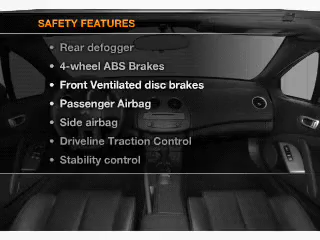 SAFETY FEATURES
• Rear defogger
• 4-wheel ABS Brakes
• Front Ventilated disc brakes
• Passenger Airbag
• Side airbag
• Driveline Traction Control
• Stability control